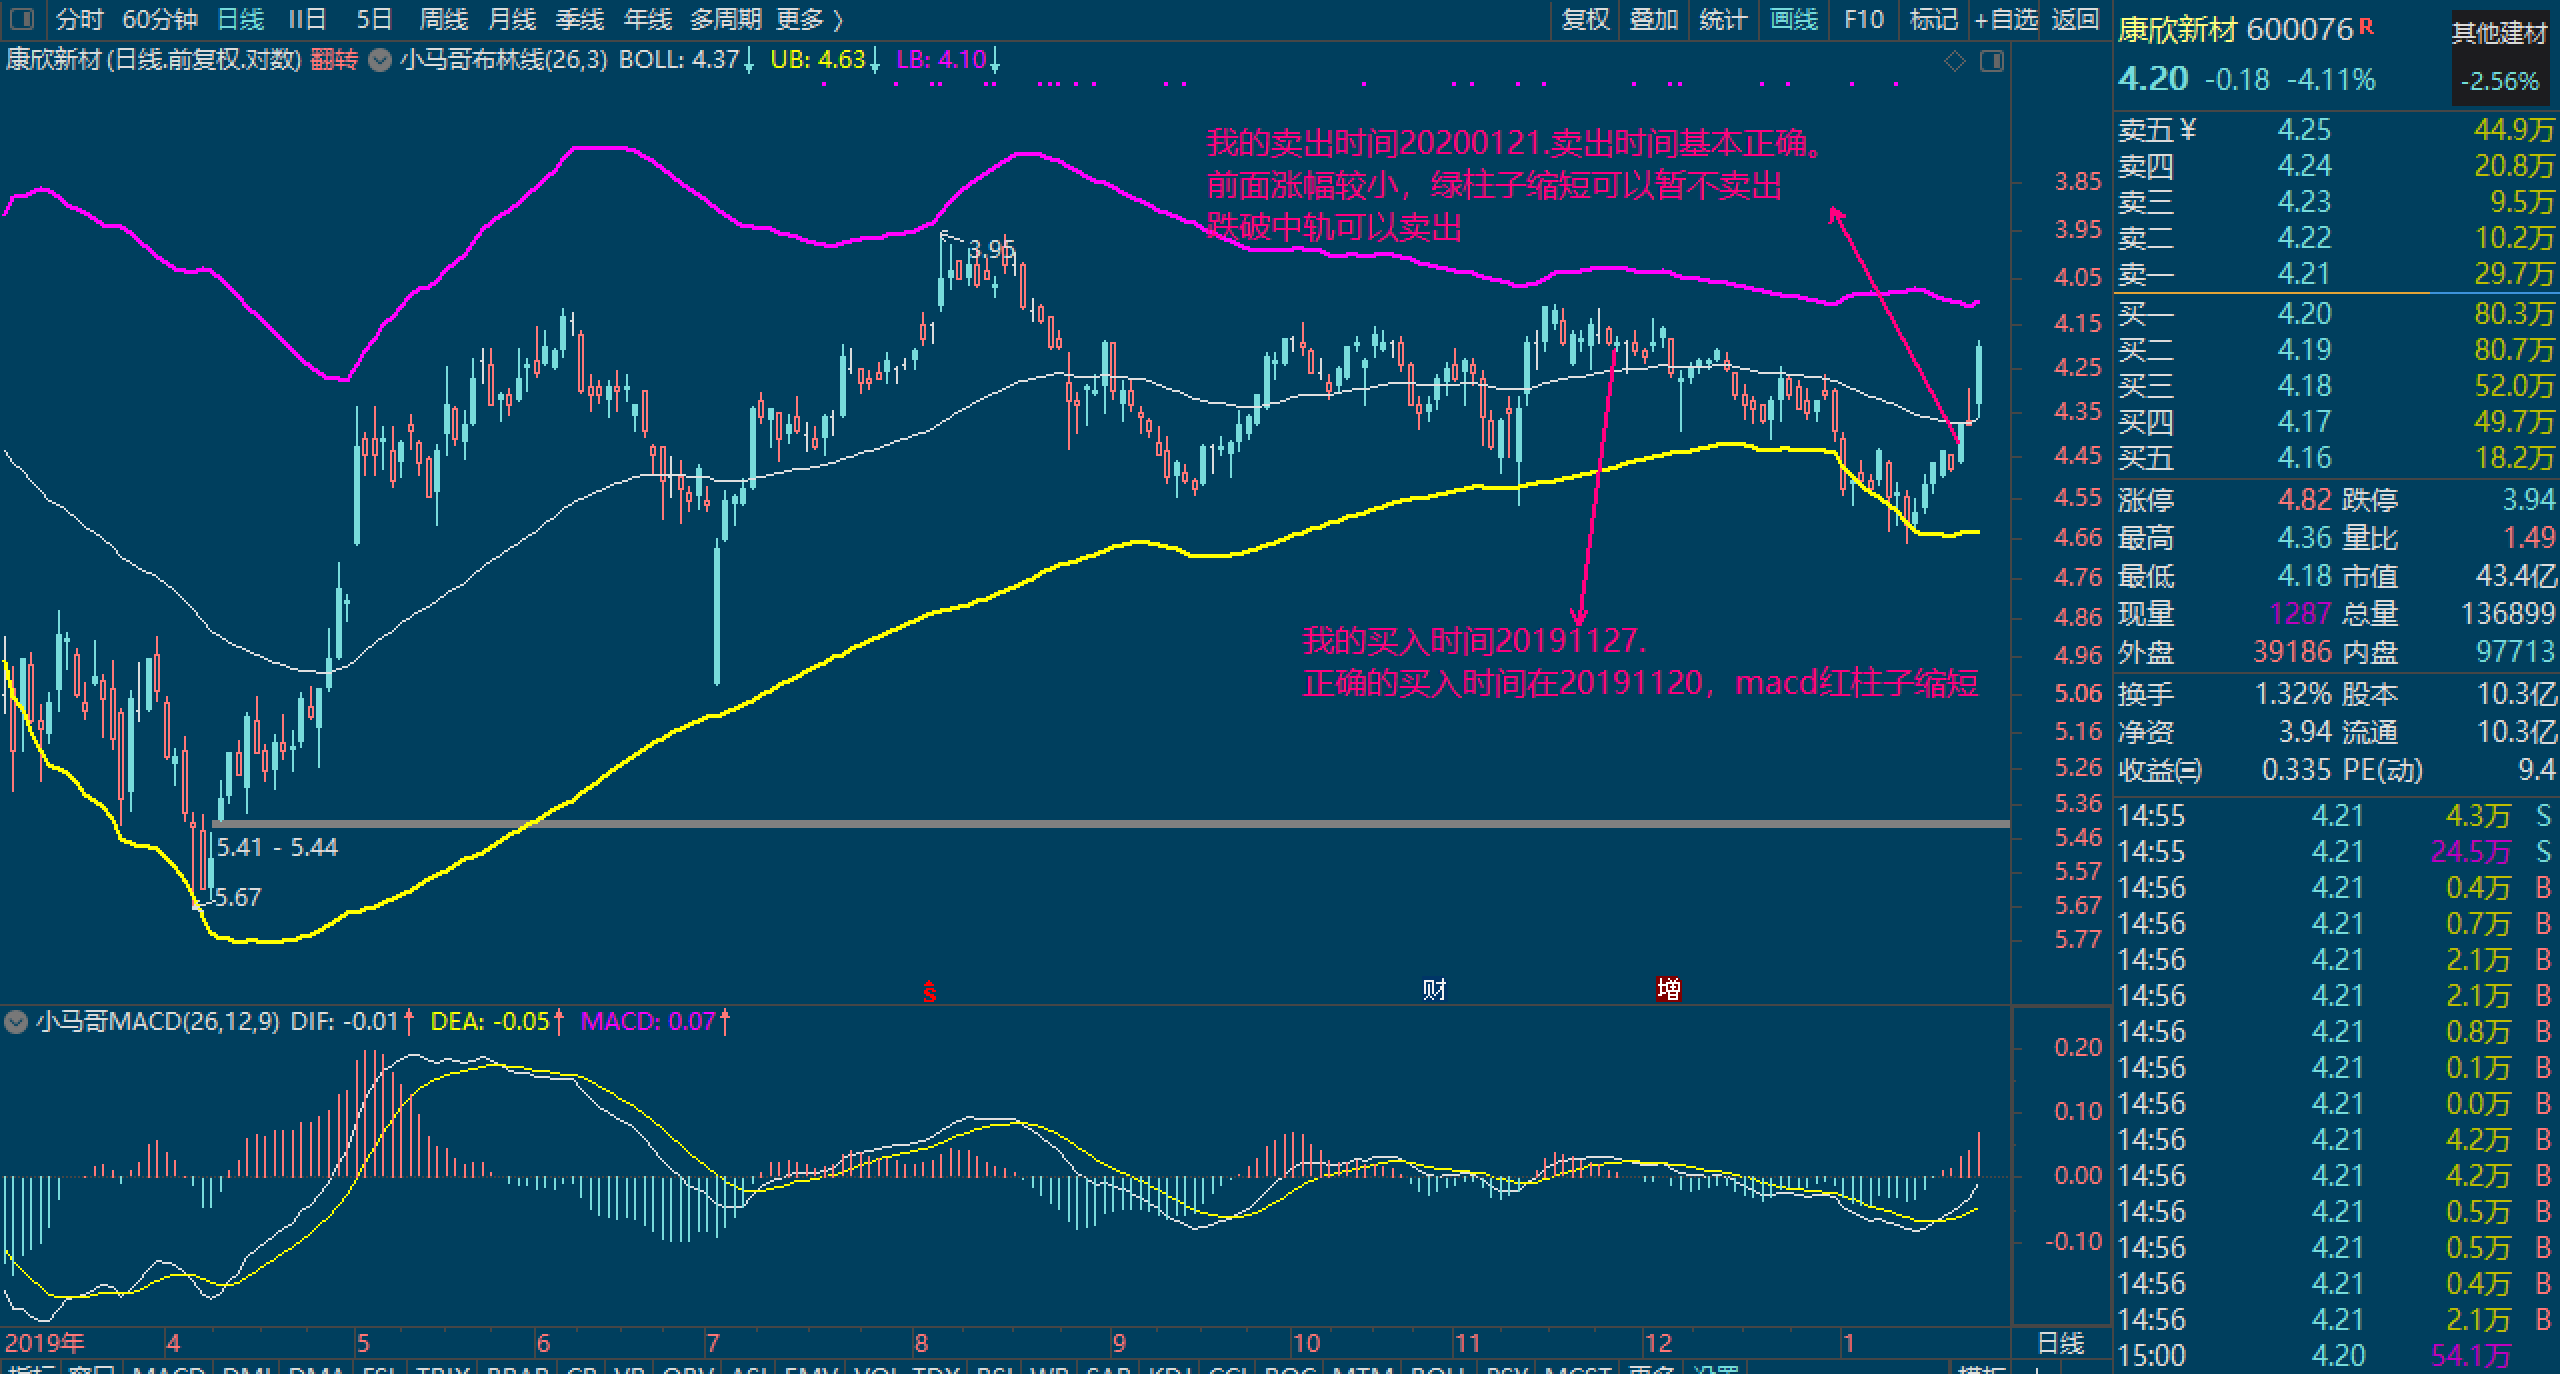 分时 60分钟 日线 II日 5日 周线 月线 季线 年线 多周期 更多 〉
复权 叠加 统计 画线 F10 标记 +自选 返回
康欣新材(日线.前复权.对数) 翻转 小马哥布林线(26,3) BOLL: 4.37↓ UB: 4.63↓ LB: 4.10↓
我的卖出时间20200121.卖出时间基本正确。
前面涨幅较小，绿柱子缩短可以暂不卖出
跌破中轨可以卖出
3.95
我的买入时间20191127.
正确的买入时间在20191120，macd红柱子缩短
5.41 - 5.44
5.67
财
增
3.85
3.95
4.05
4.15
4.25
4.35
4.45
4.55
4.66
4.76
4.86
4.96
5.06
5.16
5.26
5.36
5.46
5.57
5.67
5.77
小马哥MACD(26,12,9) DIF: -0.01↑ DEA: -0.05↑ MACD: 0.07↑
0.20
0.10
0.00
-0.10
2019年 4 5 6 7 8 9 10 11 12 1 日线
康欣新材 600076 R
其他建材
4.20 -0.18 -4.11%
-2.56%
卖五 ¥ 4.25 44.9万
卖四 4.24 20.8万
卖三 4.23 9.5万
卖二 4.22 10.2万
卖一 4.21 29.7万
买一 4.20 80.3万
买二 4.19 80.7万
买三 4.18 52.0万
买四 4.17 49.7万
买五 4.16 18.2万
涨停 4.82 跌停 3.94
最高 4.36 量比 1.49
最低 4.18 市值 43.4亿
现量 1287 总量 136899
外盘 39186 内盘 97713
换手 1.32% 股本 10.3亿
净资 3.94 流通 10.3亿
收益㈢ 0.335 PE(动) 9.4
14:55 4.21 4.3万 S
14:55 4.21 24.5万 S
14:56 4.21 0.4万 B
14:56 4.21 0.7万 B
14:56 4.21 2.1万 B
14:56 4.21 2.1万 B
14:56 4.21 0.8万 B
14:56 4.21 0.1万 B
14:56 4.21 0.0万 B
14:56 4.21 4.2万 B
14:56 4.21 4.2万 B
14:56 4.21 0.5万 B
14:56 4.21 0.5万 B
14:56 4.21 0.4万 B
14:56 4.21 2.1万 B
15:00 4.20 54.1万